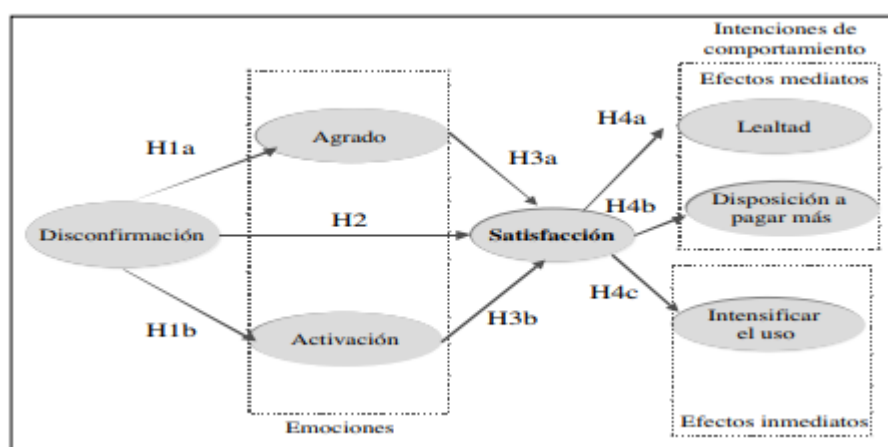 Intenciones de
comportamiento
Efectos mediatos
Agrado
H4a
Lealtad
H1a
H3a
Disconfirmación
H2
Satisfacción
H4b
Disposición a
pagar más
H1b
Activación
H3b
H4c
Intensificar
el uso
Emociones
Efectos inmediatos